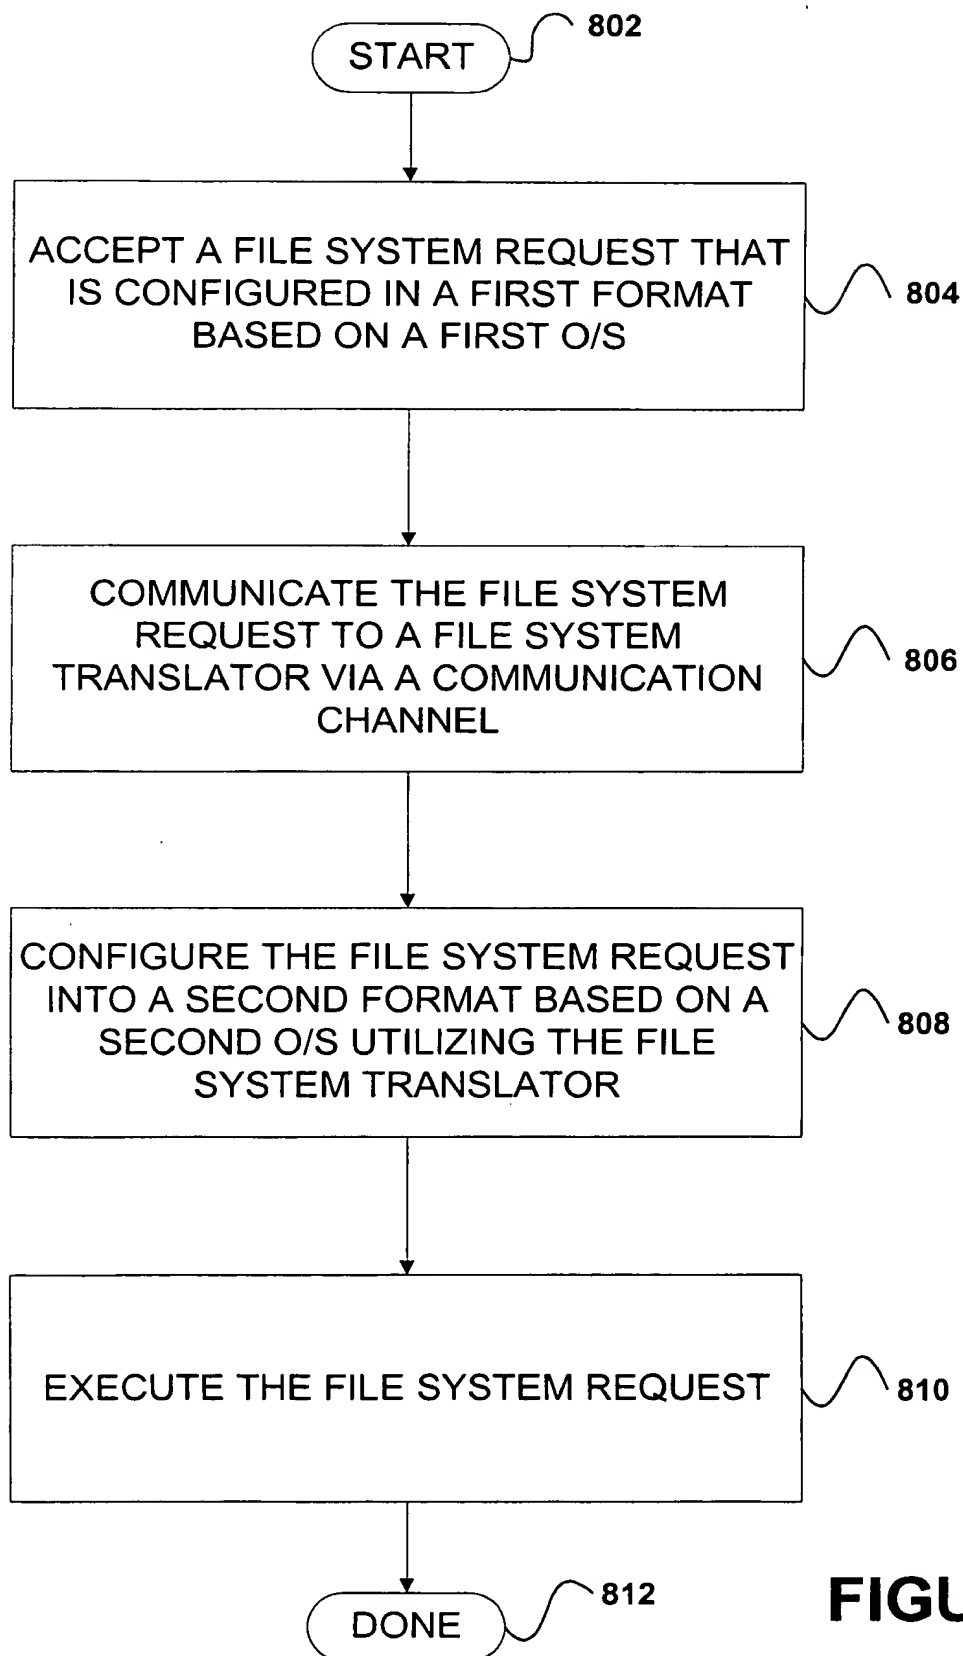 START
802
ACCEPT A FILE SYSTEM REQUEST THAT
IS CONFIGURED IN A FIRST FORMAT
BASED ON A FIRST O/S
804
COMMUNICATE THE FILE SYSTEM
REQUEST TO A FILE SYSTEM
TRANSLATOR VIA A COMMUNICATION
CHANNEL
806
CONFIGURE THE FILE SYSTEM REQUEST
INTO A SECOND FORMAT BASED ON A
SECOND O/S UTILIZING THE FILE
SYSTEM TRANSLATOR
808
EXECUTE THE FILE SYSTEM REQUEST
810
DONE
812